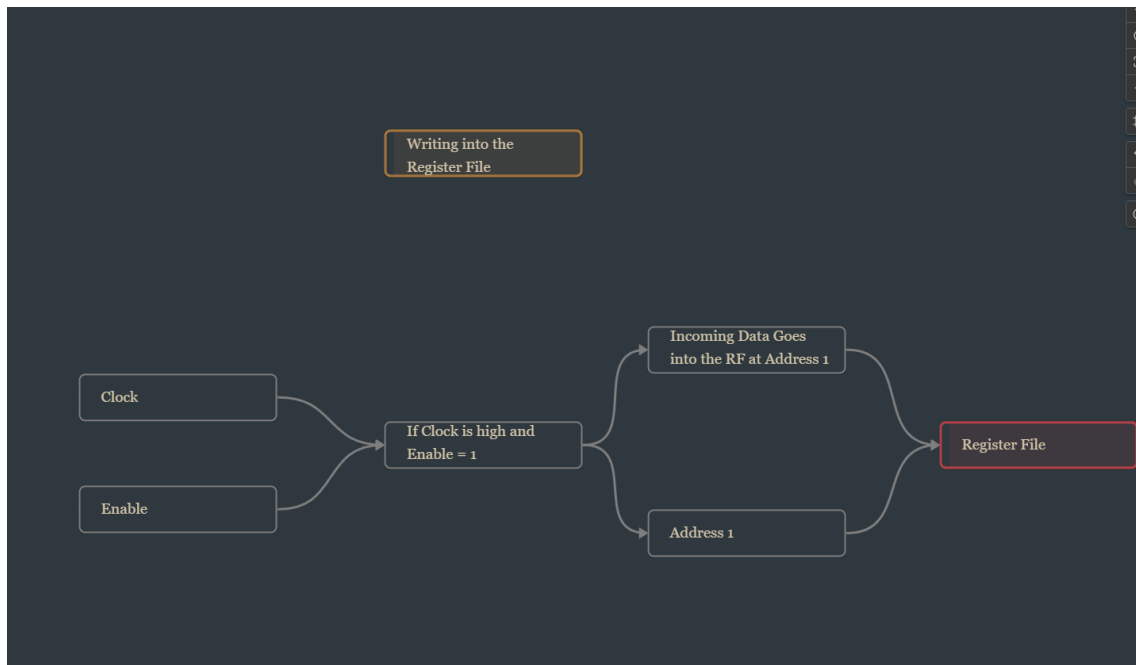 Writing into the
Register File
Incoming Data Goes
into the RF at Address 1
Clock
If Clock is high and
Enable = 1
Register File
Enable
Address 1